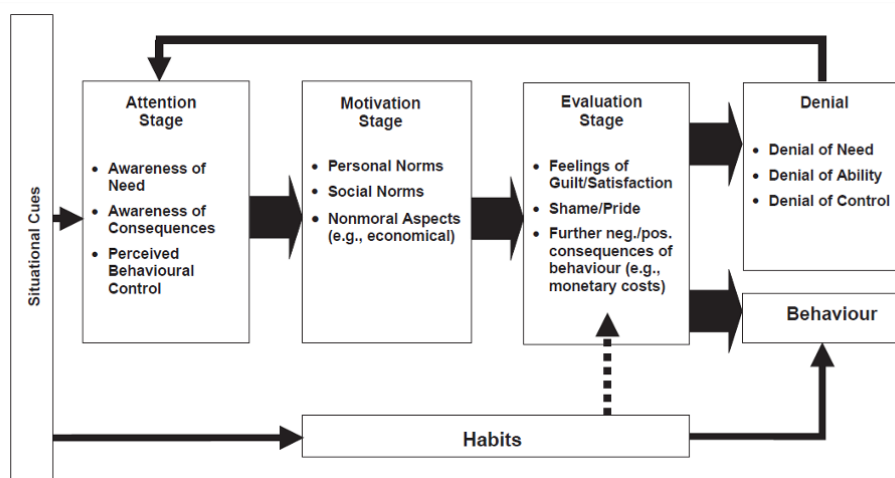 Situational Cues
Attention
Stage
• Awareness of
Need
• Awareness of
Consequences
• Perceived
Behavioural
Control
Motivation
Stage
• Personal Norms
• Social Norms
• Nonmoral Aspects
(e.g., economical)
Evaluation
Stage
• Feelings of
Guilt/Satisfaction
• Shame/Pride
• Further neg./pos.
consequences of
behaviour (e.g.,
monetary costs)
Denial
• Denial of Need
• Denial of Ability
• Denial of Control
Behaviour
Habits